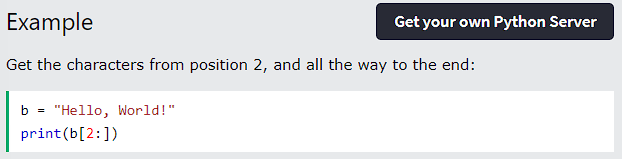 Example
Get your own Python Server
Get the characters from position 2, and all the way to the end:
b = "Hello, World!"
print(b[2:])